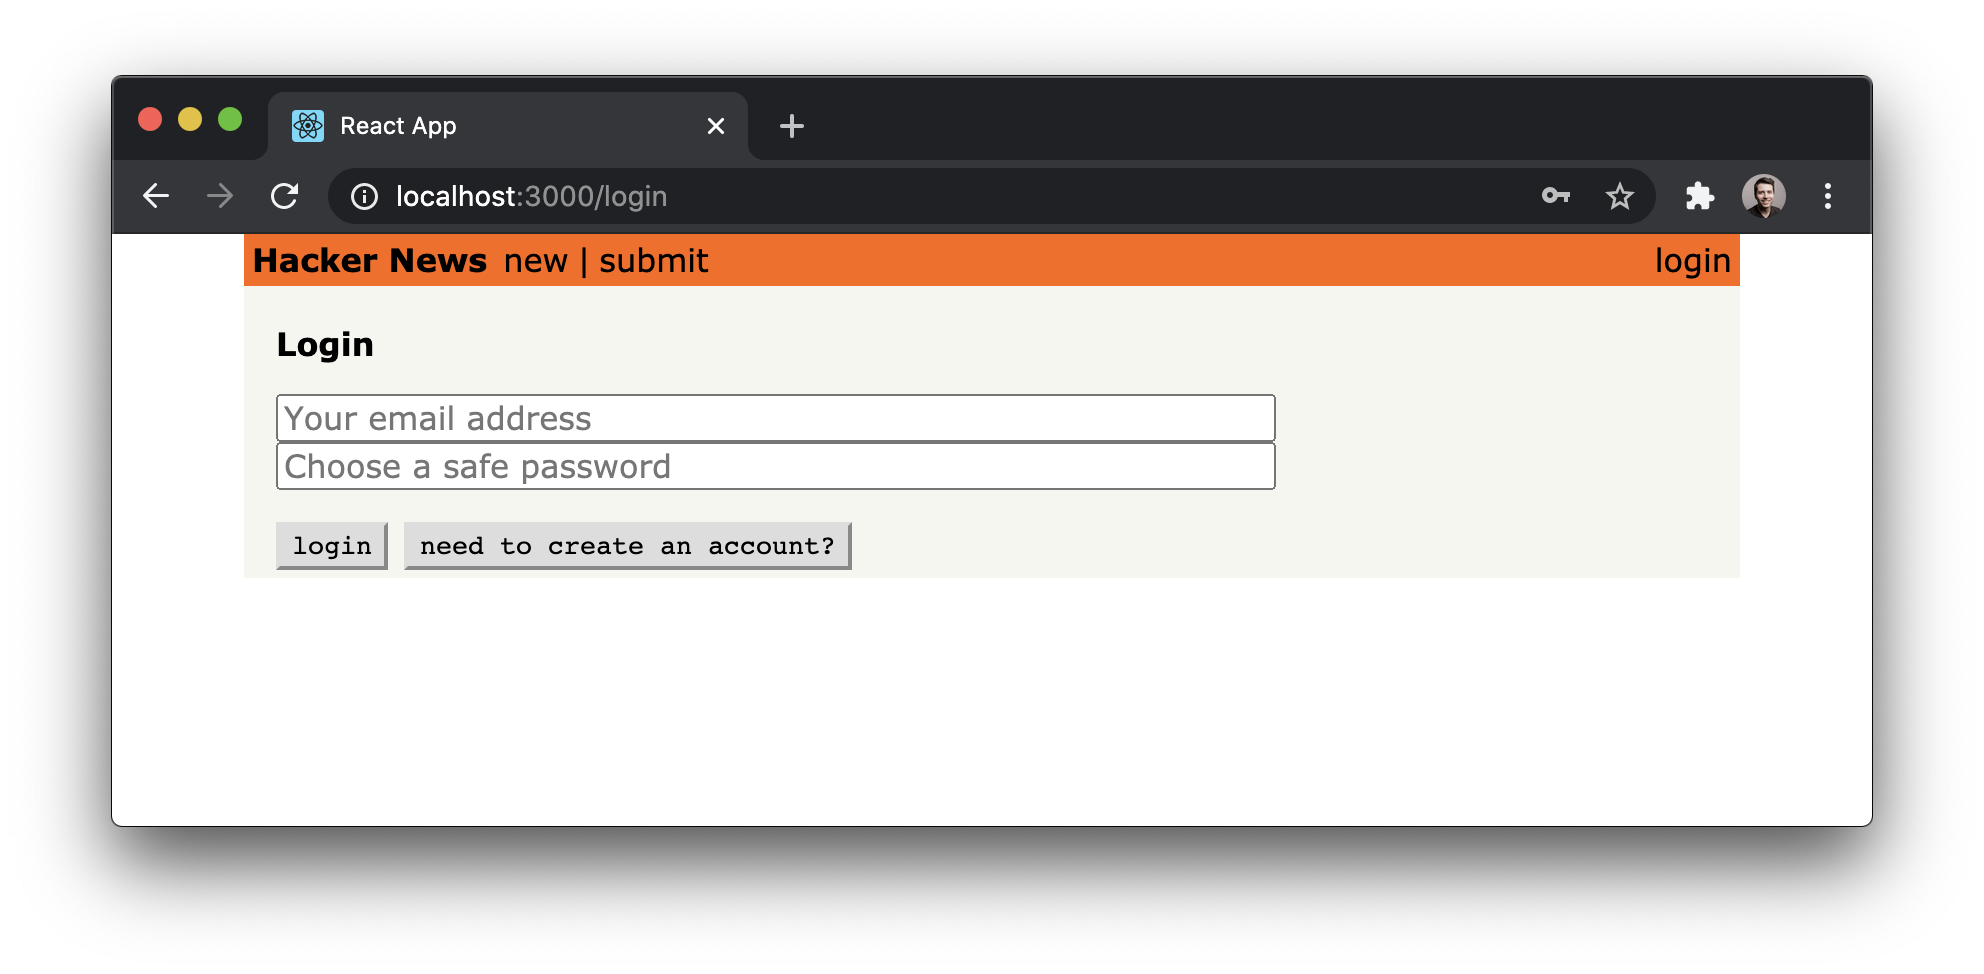 React App
localhost:3000/login
Hacker News new | submit login
Login
Your email address
Choose a safe password
login need to create an account?